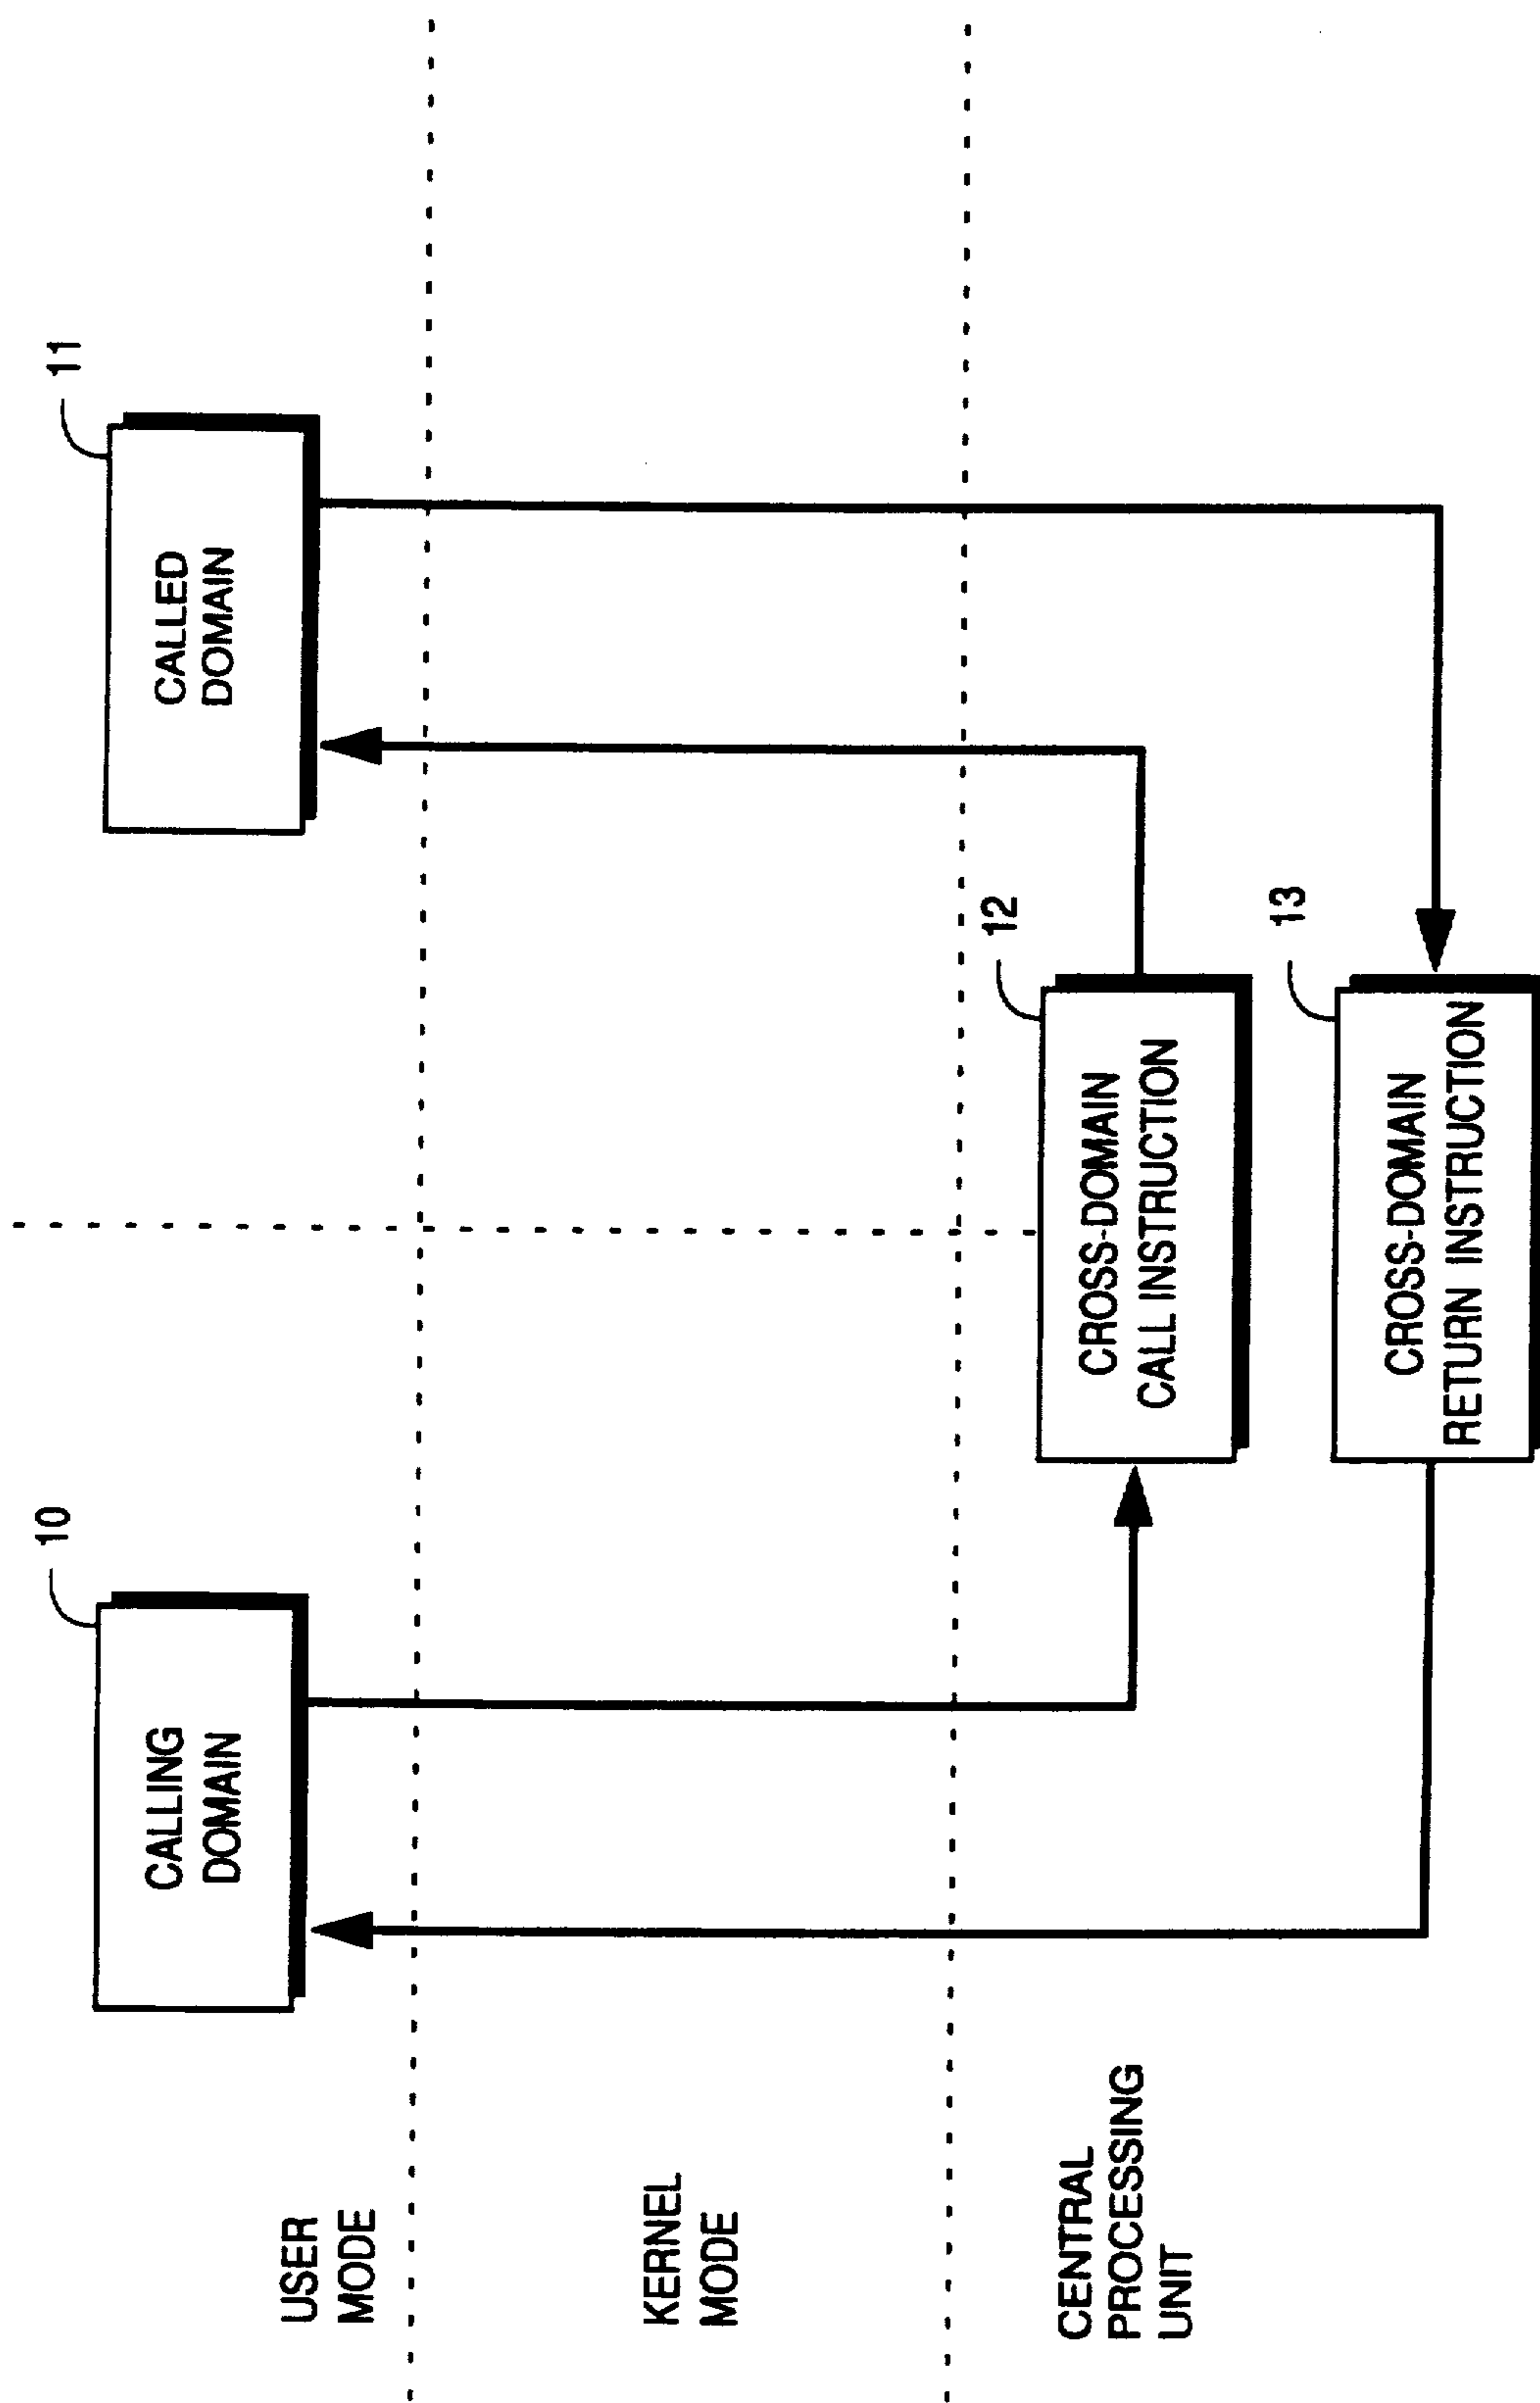 10
CALLING
DOMAIN
11
CALLED
DOMAIN
USER
MODE
KERNEL
MODE
12
CROSS-DOMAIN
CALL INSTRUCTION
13
CROSS-DOMAIN
RETURN INSTRUCTION
CENTRAL
PROCESSING
UNIT